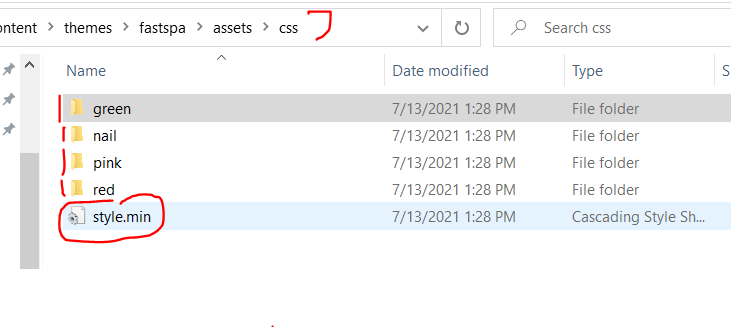 ontent > themes > fastspa > assets > css
Search css
Name Date modified Type S
green 7/13/2021 1:28 PM File folder
nail 7/13/2021 1:28 PM File folder
pink 7/13/2021 1:28 PM File folder
red 7/13/2021 1:28 PM File folder
style.min 7/13/2021 1:28 PM Cascading Style Sh...